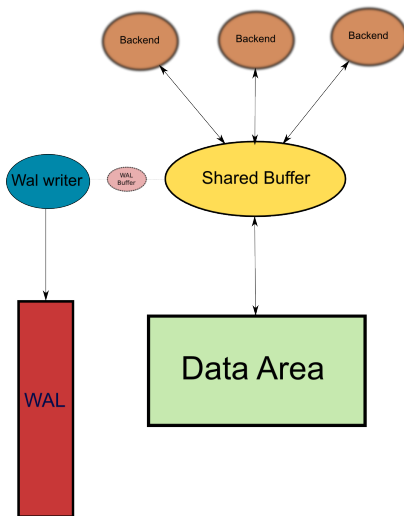 Backend
Backend
Backend
Wal writer
WAL
Buffer
Shared Buffer
Data Area
WAL